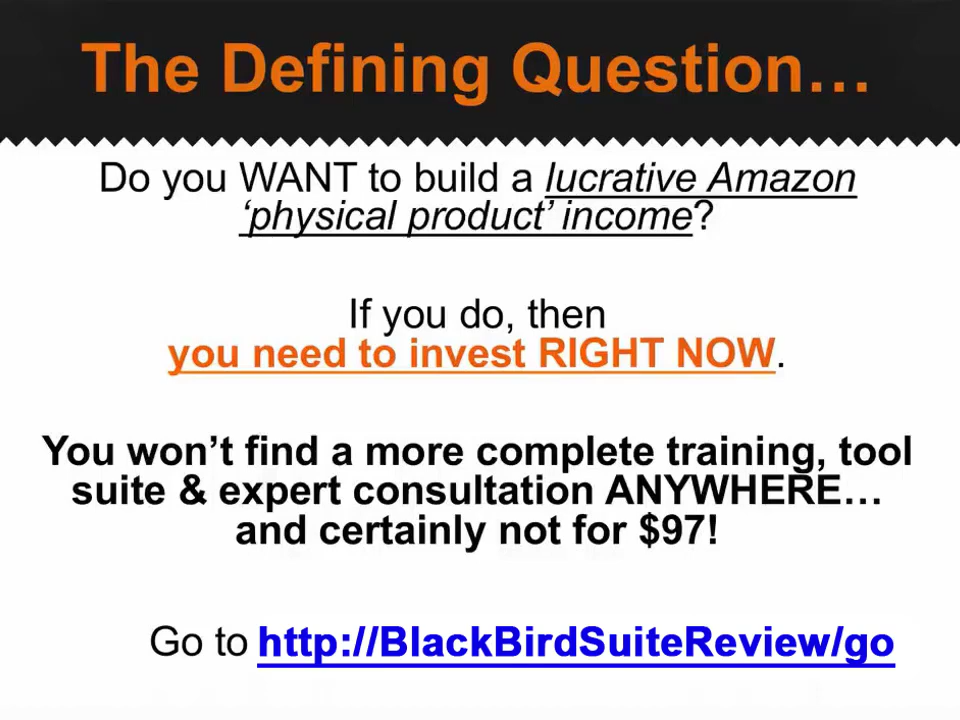 The Defining Question…
Do you WANT to build a lucrative Amazon
‘physical product’ income?
If you do, then
you need to invest RIGHT NOW.
You won’t find a more complete training, tool
suite & expert consultation ANYWHERE…
and certainly not for $97!
Go to http://BlackBirdSuiteReview/go